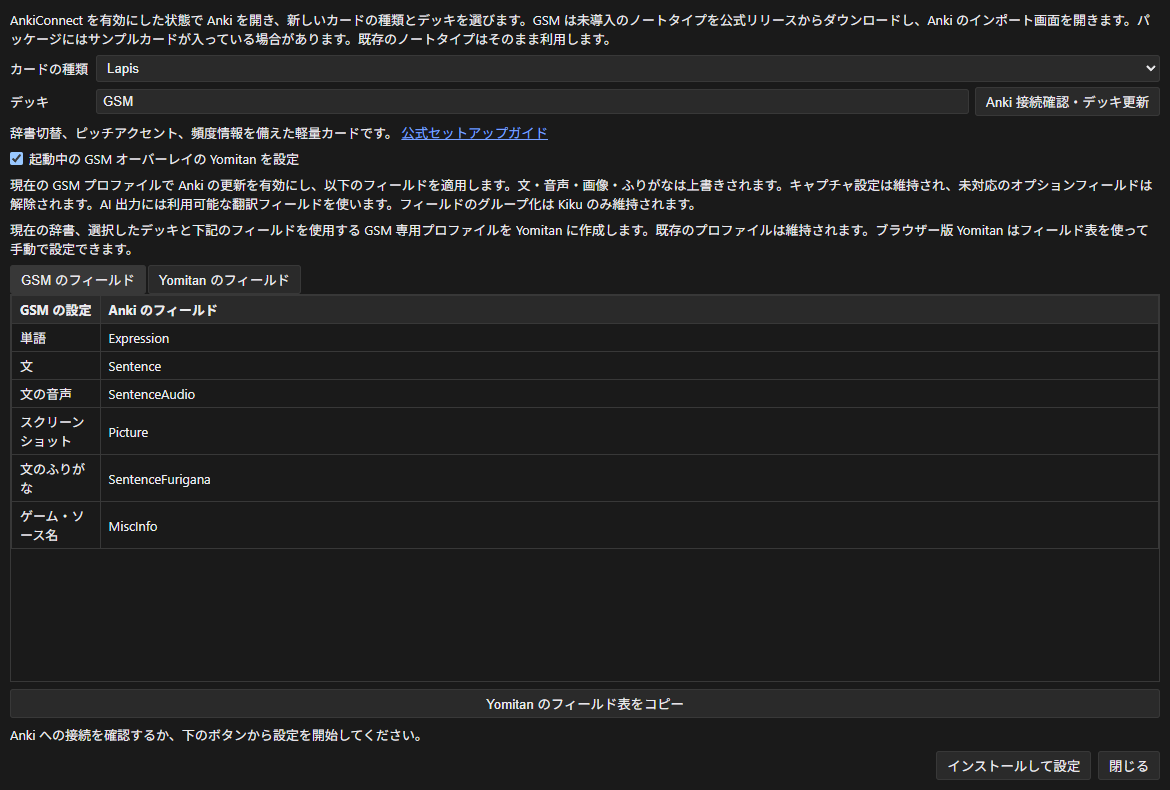 AnkiConnect を有効にした状態で Anki を開き、新しいカードの種類とデッキを選びます。GSM は未導入のノートタイプを公式リリースからダウンロードし、Anki のインポート画面を開きます。パ
ッケージにはサンプルカードが入っている場合があります。既存のノートタイプはそのまま利用します。
カードの種類 Lapis
デッキ GSM Anki 接続確認・デッキ更新
辞書切替、ピッチアクセント、頻度情報を備えた軽量カードです。 公式セットアップガイド
起動中の GSM オーバーレイの Yomitan を設定
現在の GSM プロファイルで Anki の更新を有効にし、以下のフィールドを適用します。文・音声・画像・ふりがなは上書きされます。キャプチャ設定は維持され、未対応のオプションフィールドは
解除されます。AI 出力には利用可能な翻訳フィールドを使います。フィールドのグループ化は Kiku のみ維持されます。
現在の辞書、選択したデッキと下記のフィールドを使用する GSM 専用プロファイルを Yomitan に作成します。既存のプロファイルは維持されます。ブラウザー版 Yomitan はフィールド表を使って
手動で設定できます。
GSM のフィールド Yomitan のフィールド
GSM の設定 Anki のフィールド
単語 Expression
文 Sentence
文の音声 SentenceAudio
スクリーン
ショット Picture
文のふりが
な SentenceFurigana
ゲーム・ソ
ース名 MiscInfo
Yomitan のフィールド表をコピー
Anki への接続を確認するか、下のボタンから設定を開始してください。
インストールして設定 閉じる